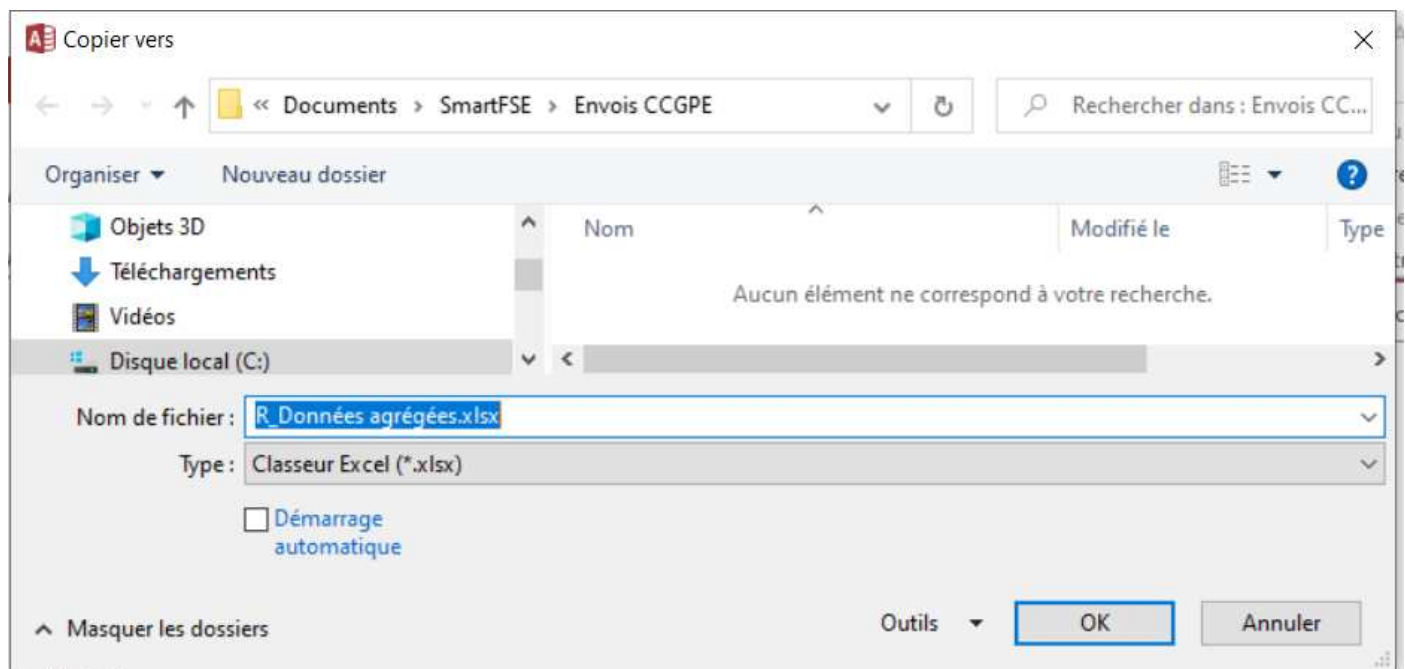 Copier vers
« Documents > SmartFSE > Envois CCGPE
Rechercher dans : Envois CC...
Organiser
Nouveau dossier
Objets 3D
Téléchargements
Vidéos
Disque local (C:)
Nom
Modifié le
Type
Aucun élément ne correspond à votre recherche.
Nom de fichier : R_Données agrégées.xlsx
Type : Classeur Excel (*.xlsx)
Démarrage
automatique
Masquer les dossiers
Outils
OK
Annuler